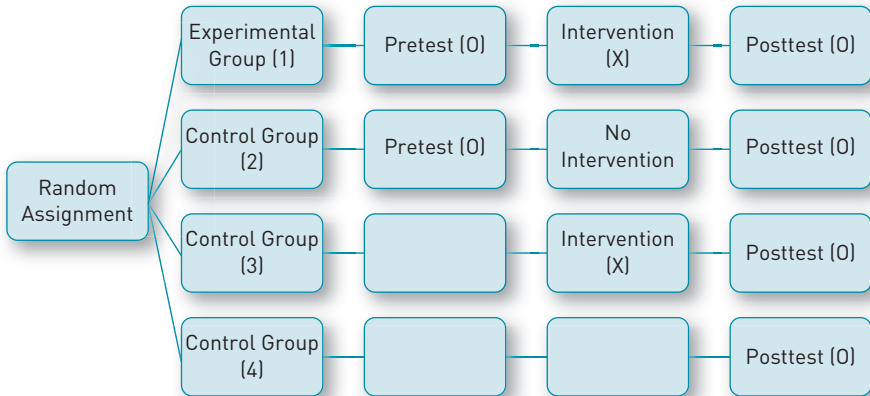 Experimental
Group (1)
Pretest (O)
Intervention
(X)
Posttest (O)
Control Group
(2)
Pretest (O)
No
Intervention
Posttest (O)
Random
Assignment
Control Group
(3)
Intervention
(X)
Posttest (O)
Control Group
(4)
Posttest (O)